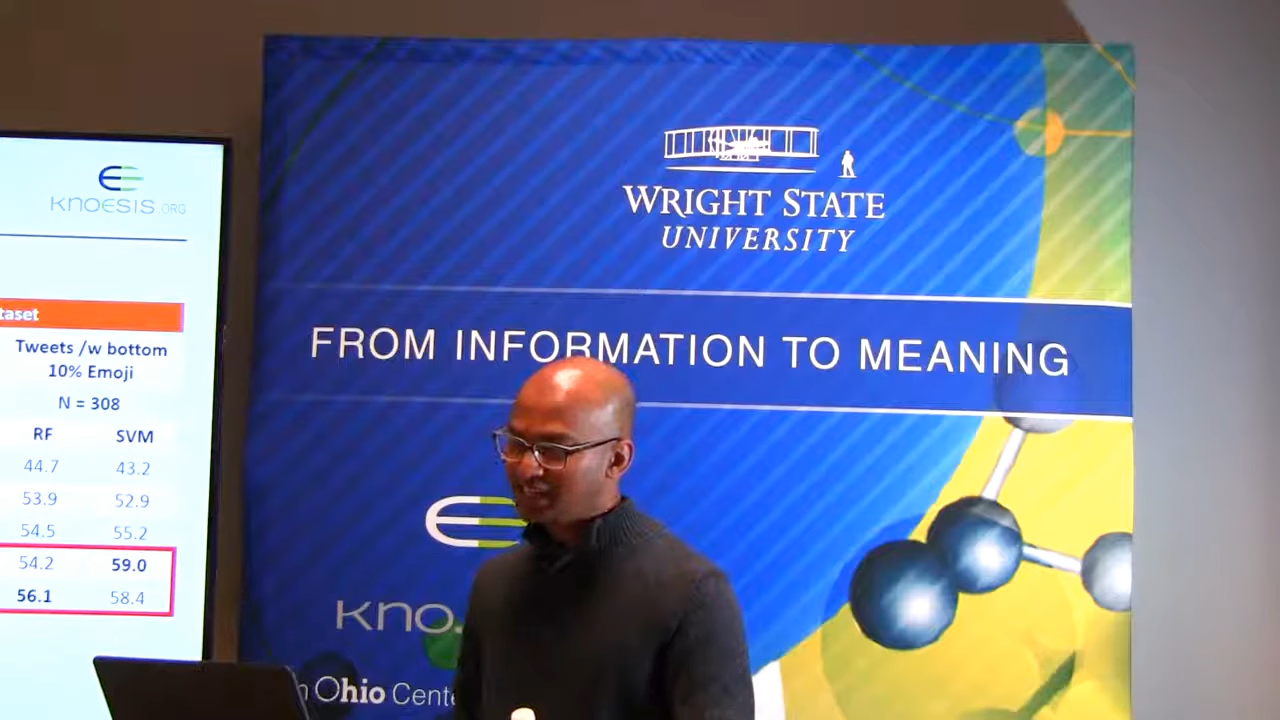 KNOESIS.ORG
taset
Tweets /w bottom
10% Emoji
N = 308
RF SVM
44.7 43.2
53.9 52.9
54.5 55.2
54.2 59.0
56.1 58.4
WRIGHT STATE
UNIVERSITY
FROM INFORMATION TO MEANING
KNO.
Ohio Cente